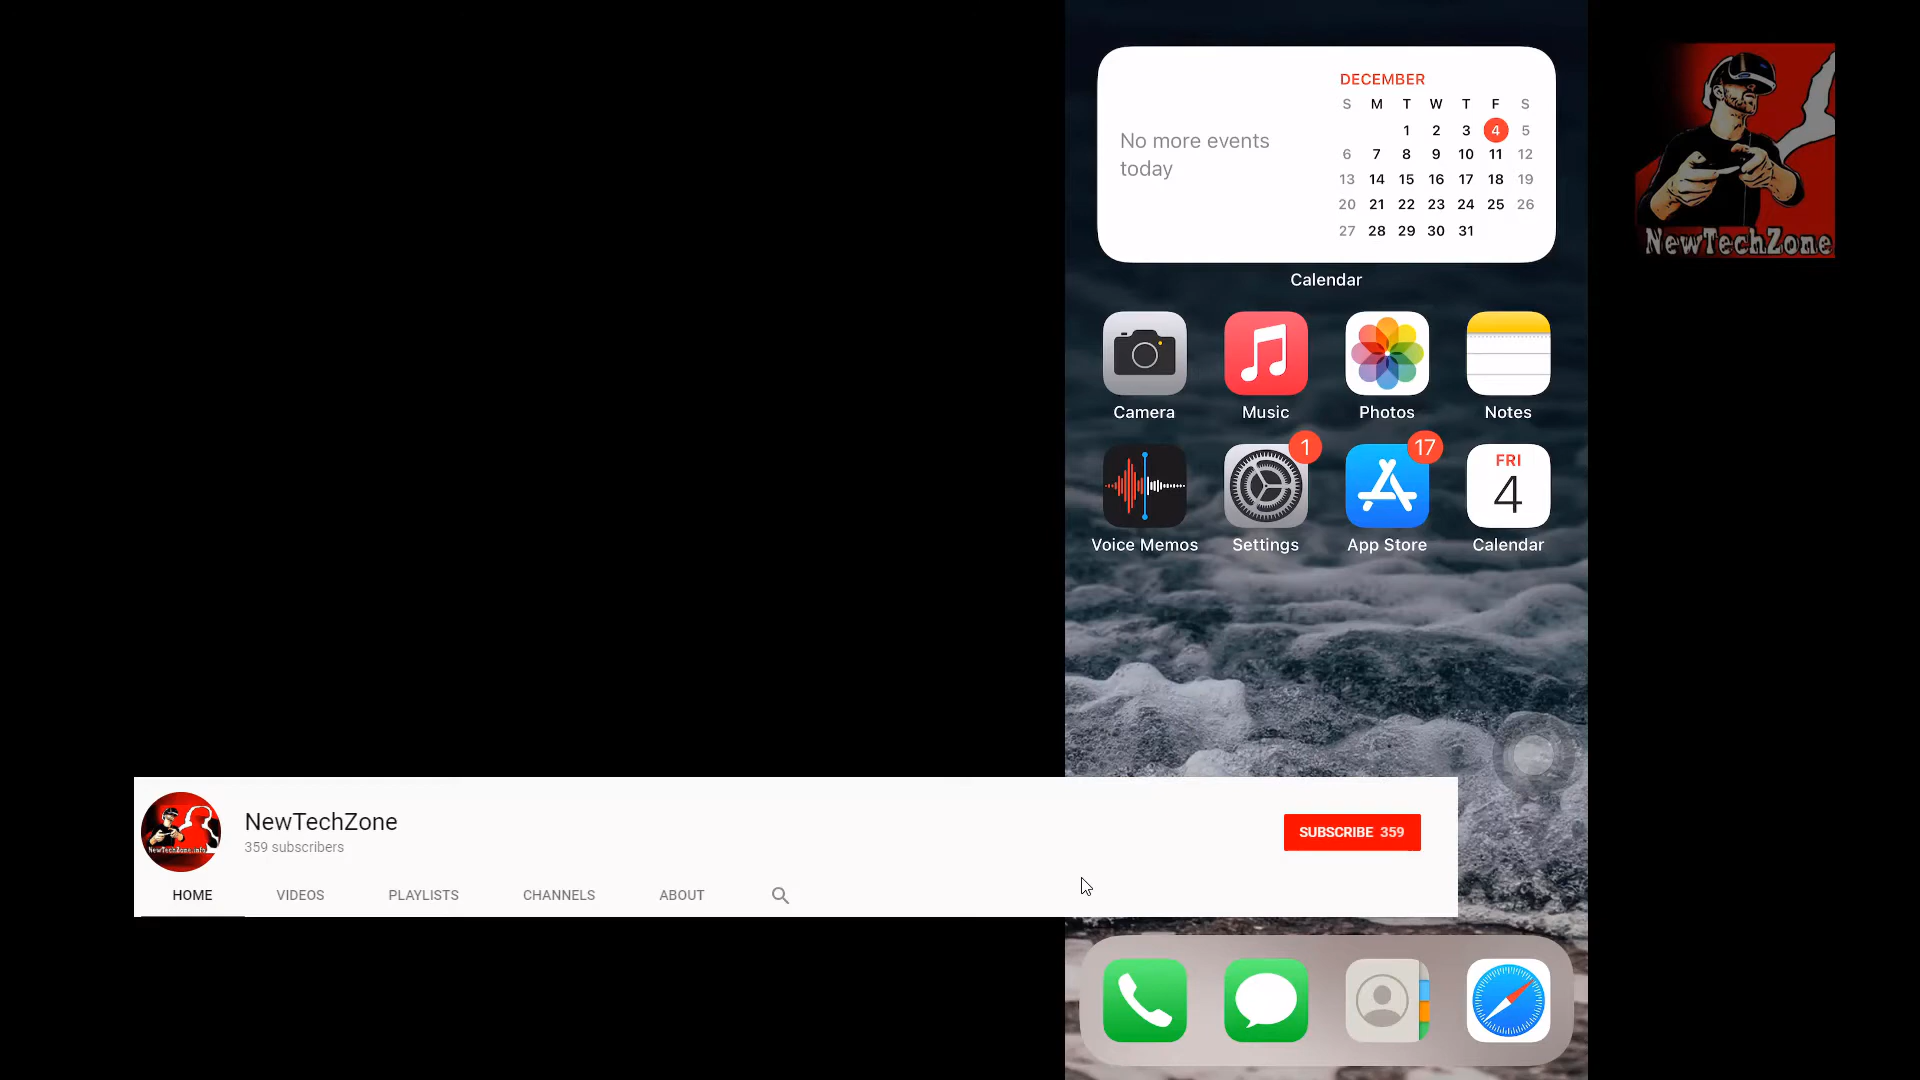 DECEMBER
S M T W T F S
1 2 3 4 5
6 7 8 9 10 11 12
13 14 15 16 17 18 19
20 21 22 23 24 25 26
27 28 29 30 31
No more events
today
Calendar
NewTechZone
Camera Music Photos Notes
1 17 FRI
4
Voice Memos Settings App Store Calendar
NewTechZone
359 subscribers
SUBSCRIBE 359
NewTechZone.info
HOME VIDEOS PLAYLISTS CHANNELS ABOUT